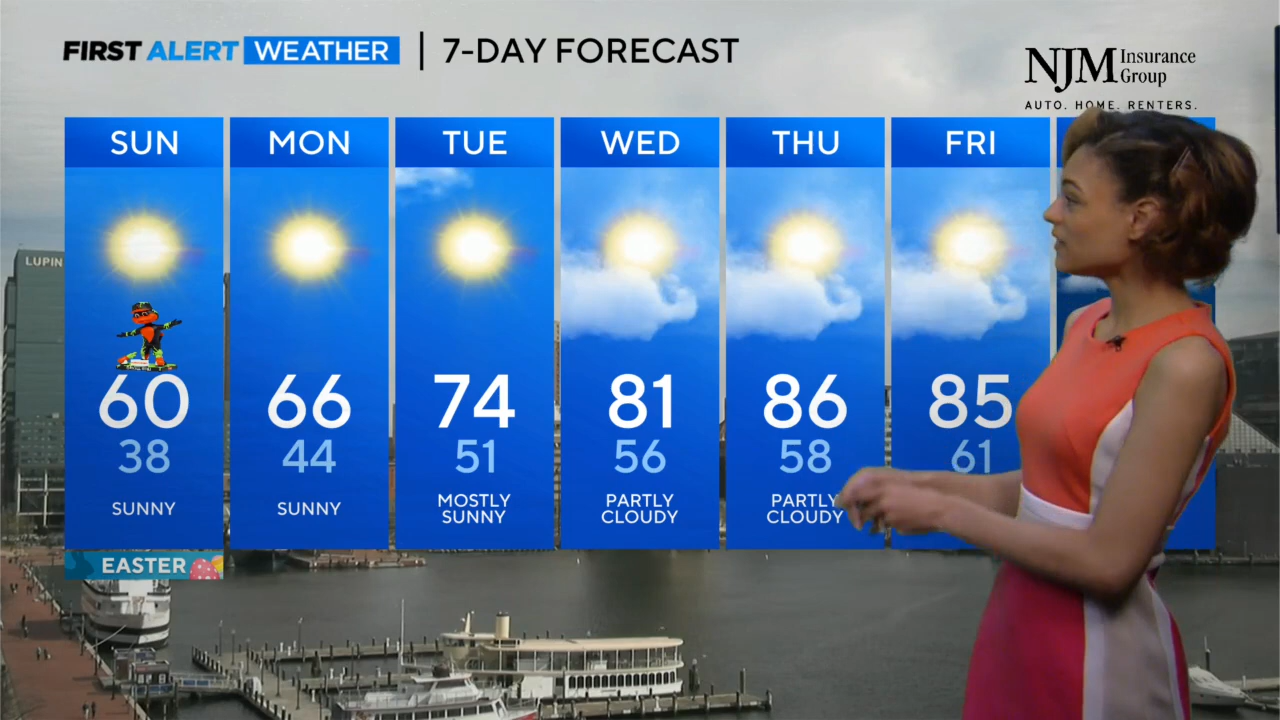 FIRST ALERT WEATHER | 7-DAY FORECAST
NJM Insurance Group
AUTO. HOME. RENTERS.
SUN MON TUE WED THU FRI
LUPIN
60 66 74 81 86 85
38 44 51 56 58 61
SUNNY SUNNY MOSTLY SUNNY PARTLY CLOUDY PARTLY CLOUDY
EASTER